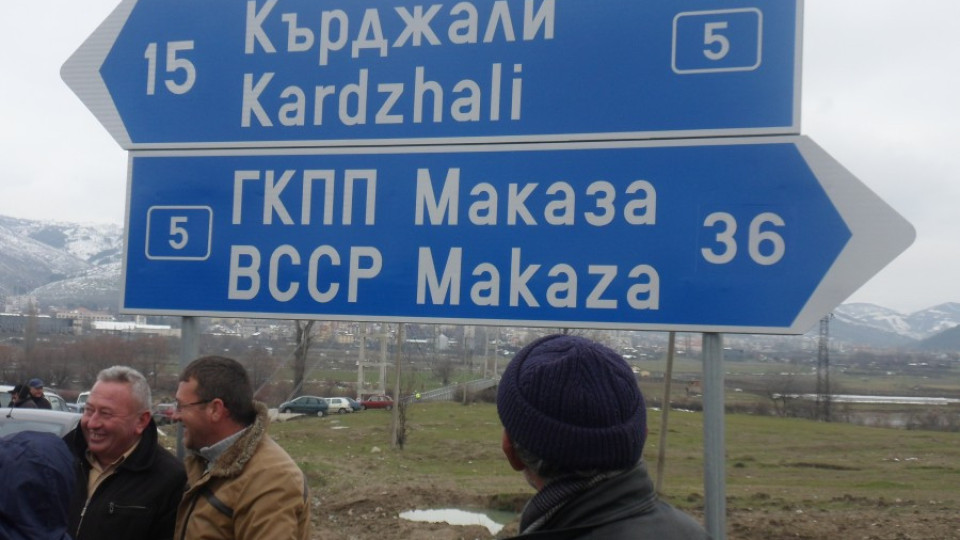 15 Кърджали 5
Kardzhali
5 ГКПП Маказа 36
BCCP Makaza